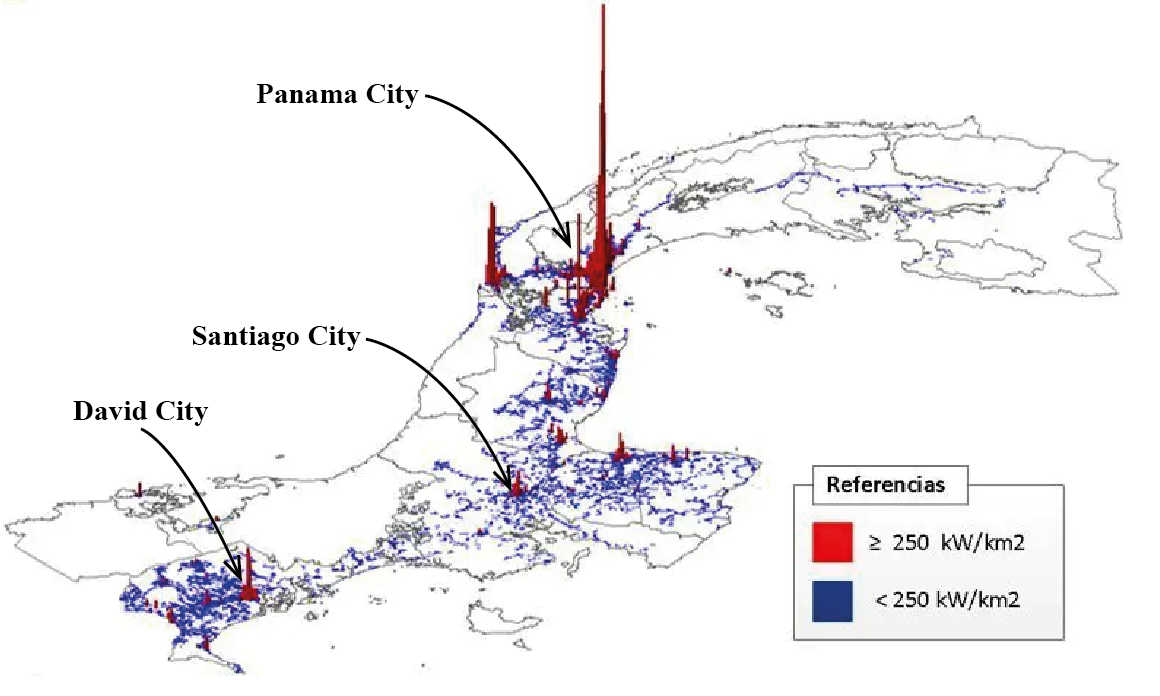 Panama City
Santiago City
David City
Referencias
≥ 250 kW/km2
< 250 kW/km2